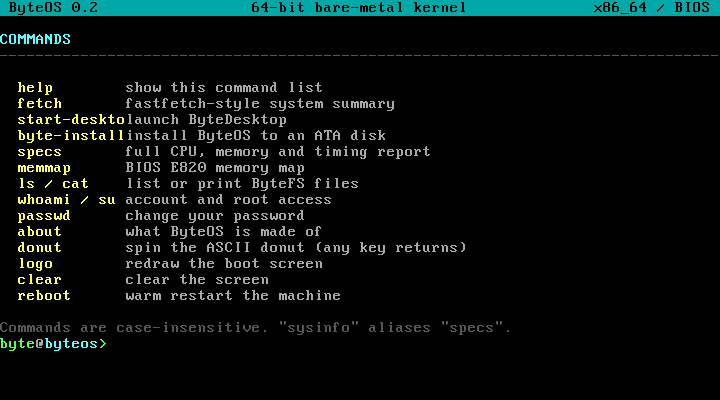 ByteOS 0.2 64-bit bare-metal kernel x86_64 / BIOS
COMMANDS
help show this command list
fetch fastfetch-style system summary
start-desktolaunch ByteDesktop
byte-installinstall ByteOS to an ATA disk
specs full CPU, memory and timing report
memmap BIOS E820 memory map
ls / cat list or print ByteFS files
whoami / su account and root access
passwd change your password
about what ByteOS is made of
donut spin the ASCII donut (any key returns)
logo redraw the boot screen
clear clear the screen
reboot warm restart the machine
Commands are case-insensitive. "sysinfo" aliases "specs".
byte@byteos>